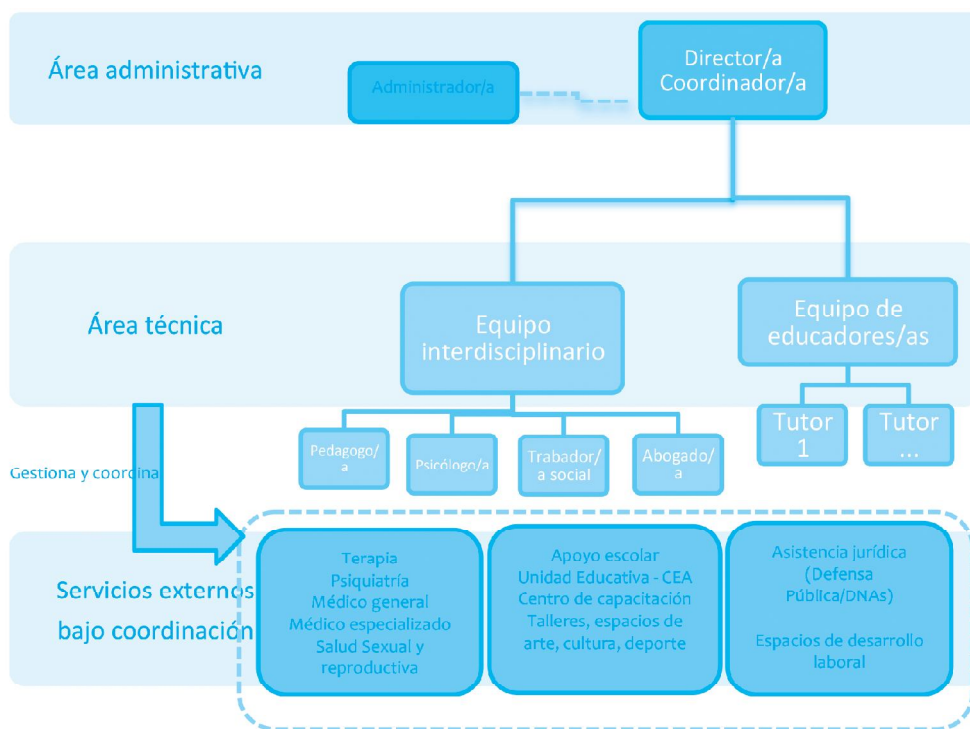 Área administrativa
Administrador/a
Director/a
Coordinador/a
Área técnica
Equipo
interdisciplinario
Equipo de
educadores/as
Pedagogo/
a
Psicólogo/a
Trabador/
a social
Abogado/
a
Tutor
1
Tutor
...
Gestiona y coordina
Servicios externos
bajo coordinación
Terapia
Psiquiatría
Médico general
Médico especializado
Salud Sexual y
reproductiva
Apoyo escolar
Unidad Educativa - CEA
Centro de capacitación
Talleres, espacios de
arte, cultura, deporte
Asistencia jurídica
(Defensa
Pública/DNAs)
Espacios de desarrollo
laboral